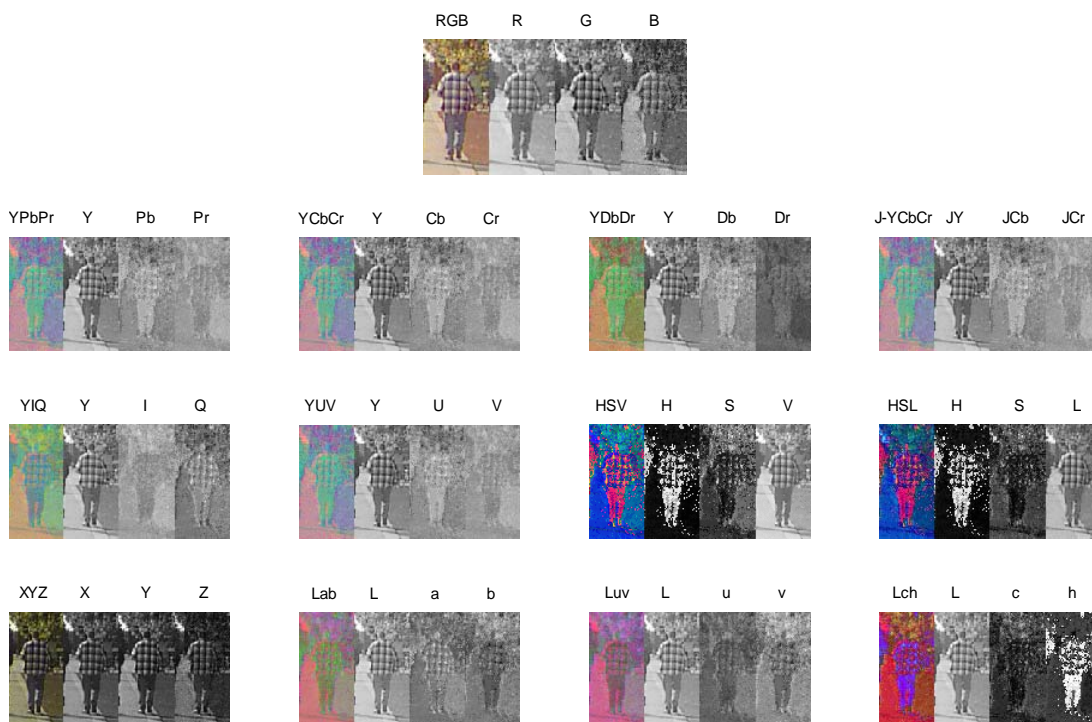 RGB R G B
YPbPr Y Pb Pr YCbCr Y Cb Cr YDbDr Y Db Dr J-YCbCr JY JCb JCr
YIQ Y I Q YUV Y U V HSV H S V HSL H S L
XYZ X Y Z Lab L a b Luv L u v Lch L c h